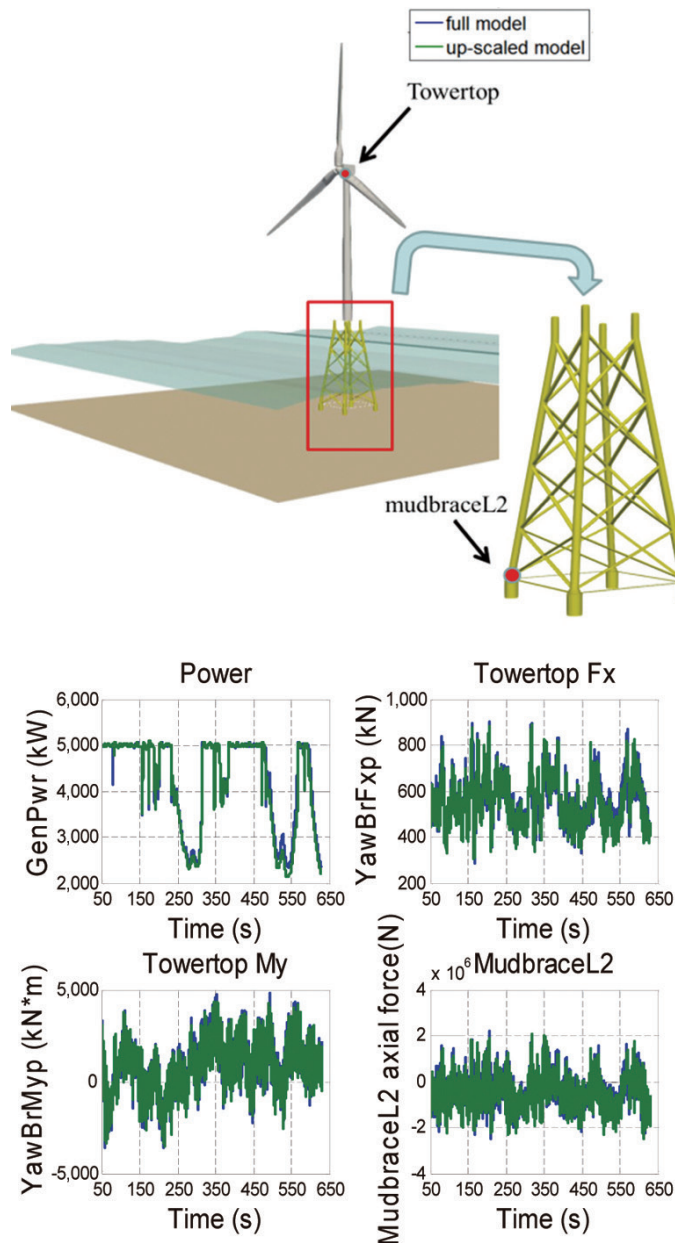 full model
up-scaled model
Towertop
mudbraceL2
Power
GenPwr (kW)
6,000
5,000
4,000
3,000
2,000
50 150 250 350 450 550 650
Time (s)
Towertop Fx
YawBrFxp (kN)
1,000
800
600
400
200
50 150 250 350 450 550 650
Time (s)
Towertop My
YawBrMyp (kN*m)
5,000
0
-5,000
50 150 250 350 450 550 650
Time (s)
x 10⁶ MudbraceL2
MudbraceL2 axial force(N)
4
2
0
-2
-4
50 150 250 350 450 550 650
Time (s)